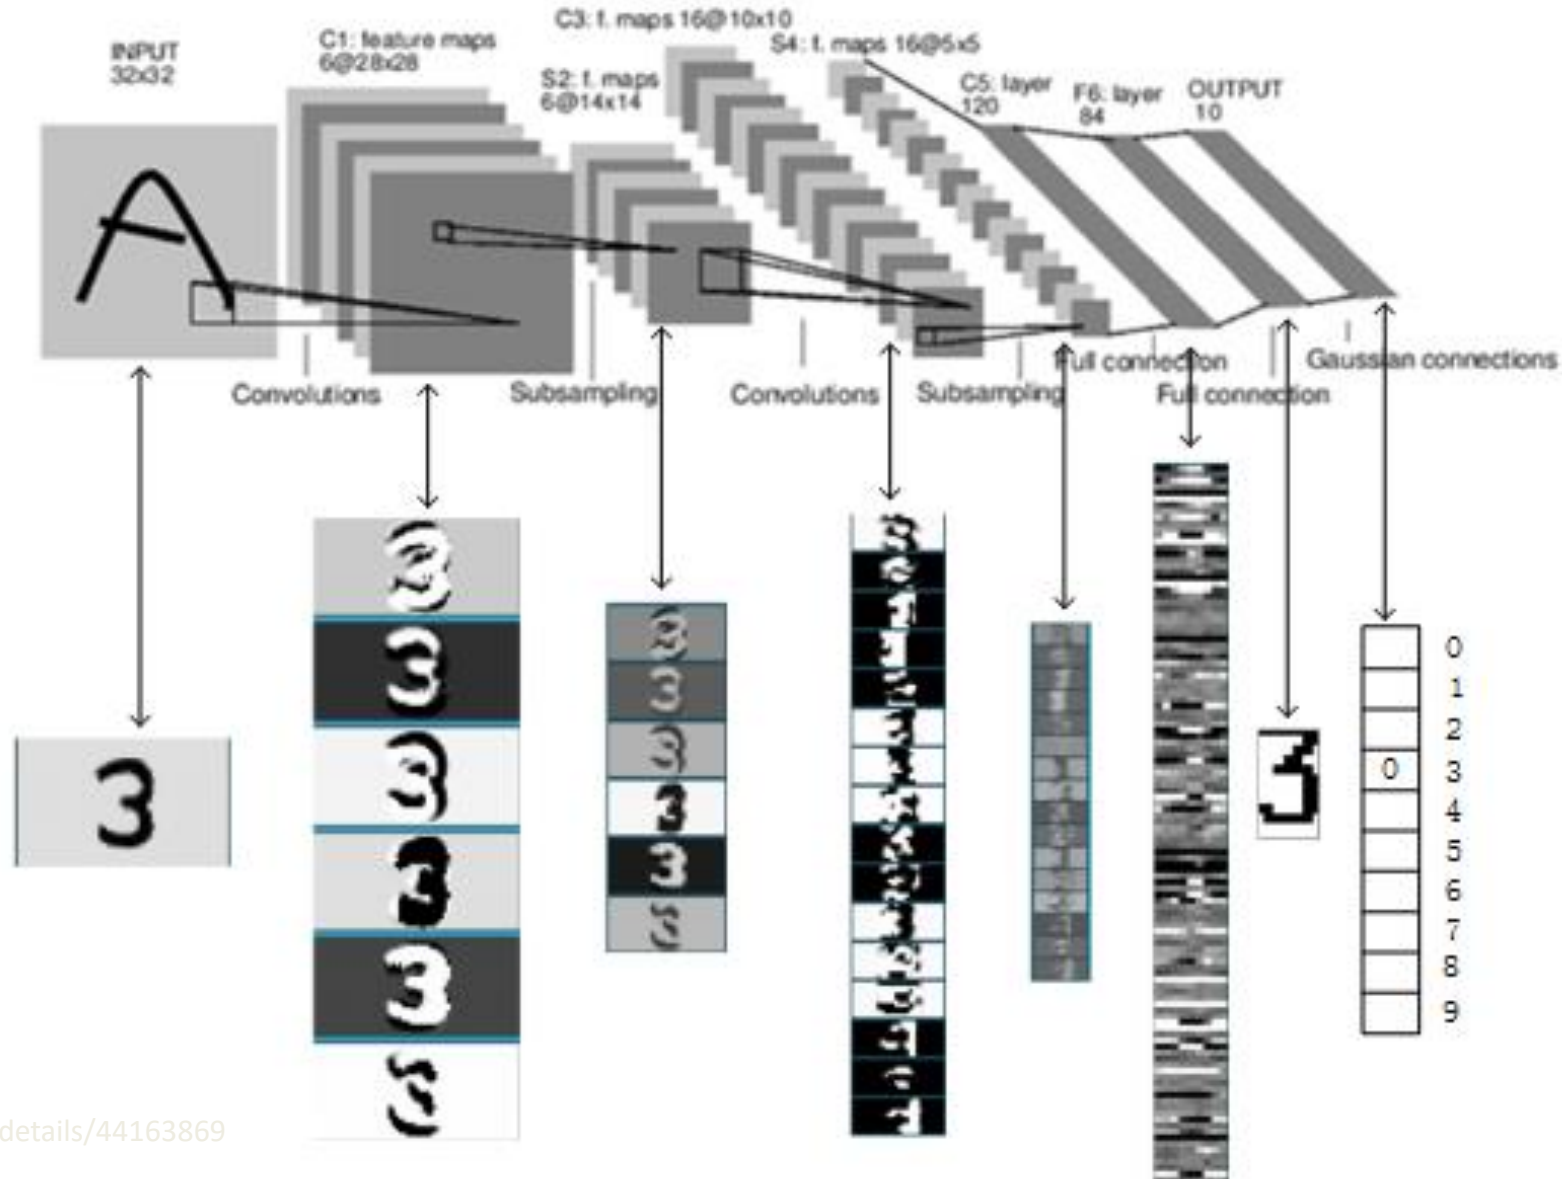 INPUT
32x32
C1: feature maps
6@28x28
S2: f. maps
6@14x14
C3: f. maps 16@10x10
S4: f. maps 16@5x5
C5: layer
120
F6: layer
84
OUTPUT
10
A
Convolutions
Subsampling
Convolutions
Subsampling
Full connection
Full connection
Gaussian connections
3
0
0
1
2
3
4
5
6
7
8
9
details/44163869